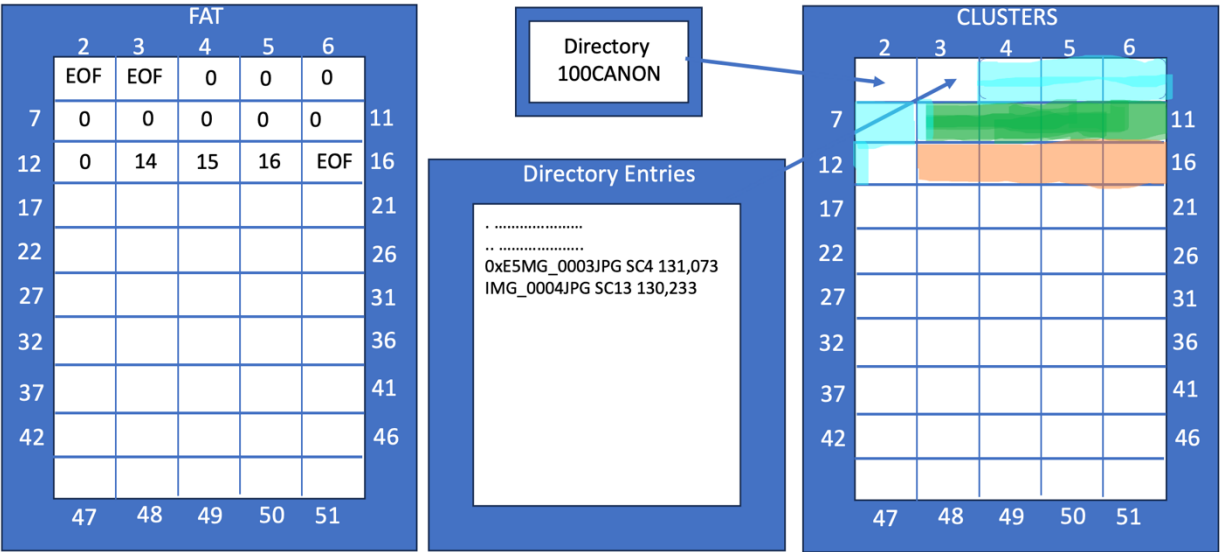 FAT
2 3 4 5 6
EOF EOF 0 0 0
7 0 0 0 0 0 11
12 0 14 15 16 EOF 16
17 21
22 26
27 31
32 36
37 41
42 46
47 48 49 50 51
Directory
100CANON
Directory Entries
. .....................
.. ....................
0xE5MG_0003JPG SC4 131,073
IMG_0004JPG SC13 130,233
CLUSTERS
2 3 4 5 6
7 11
12 16
17 21
22 26
27 31
32 36
37 41
42 46
47 48 49 50 51